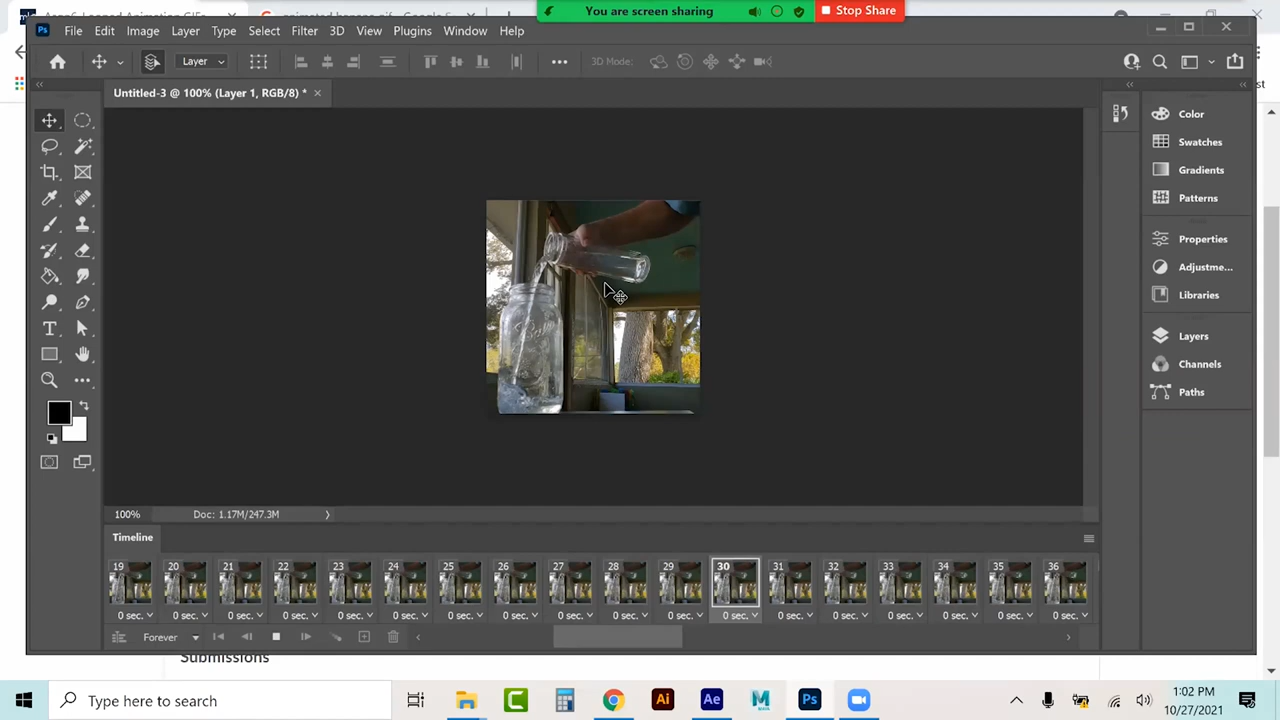 You are screen sharing
Stop Share
Ps
File Edit Image Layer Type Select Filter 3D View Plugins Window Help
Layer
3D Mode:
Untitled-3 @ 100% (Layer 1, RGB/8) *
Color
Swatches
Gradients
Patterns
Properties
Adjustme...
Libraries
Layers
Channels
Paths
100% Doc: 1.17M/247.3M
Timeline
19 20 21 22 23 24 25 26 27 28 29 30 31 32 33 34 35 36
0 sec. 0 sec. 0 sec. 0 sec. 0 sec. 0 sec. 0 sec. 0 sec. 0 sec. 0 sec. 0 sec. 0 sec. 0 sec. 0 sec. 0 sec. 0 sec. 0 sec. 0 sec.
Forever
Submissions
Type here to search
Ai
Ae
Ps
1:02 PM
10/27/2021